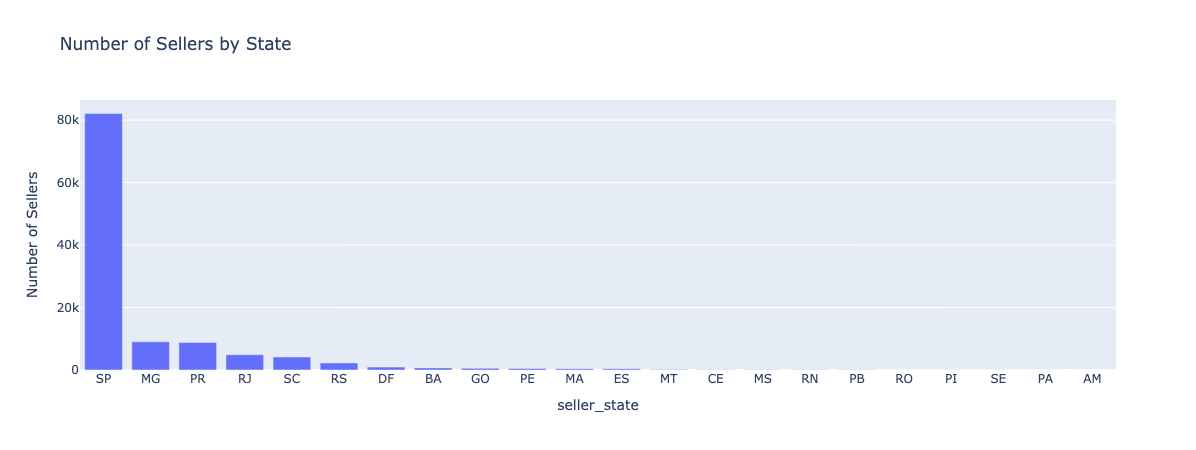 Number of Sellers by State
Number of Sellers
80k
60k
40k
20k
0
SP MG PR RJ SC RS DF BA GO PE MA ES MT CE MS RN PB RO PI SE PA AM
seller_state